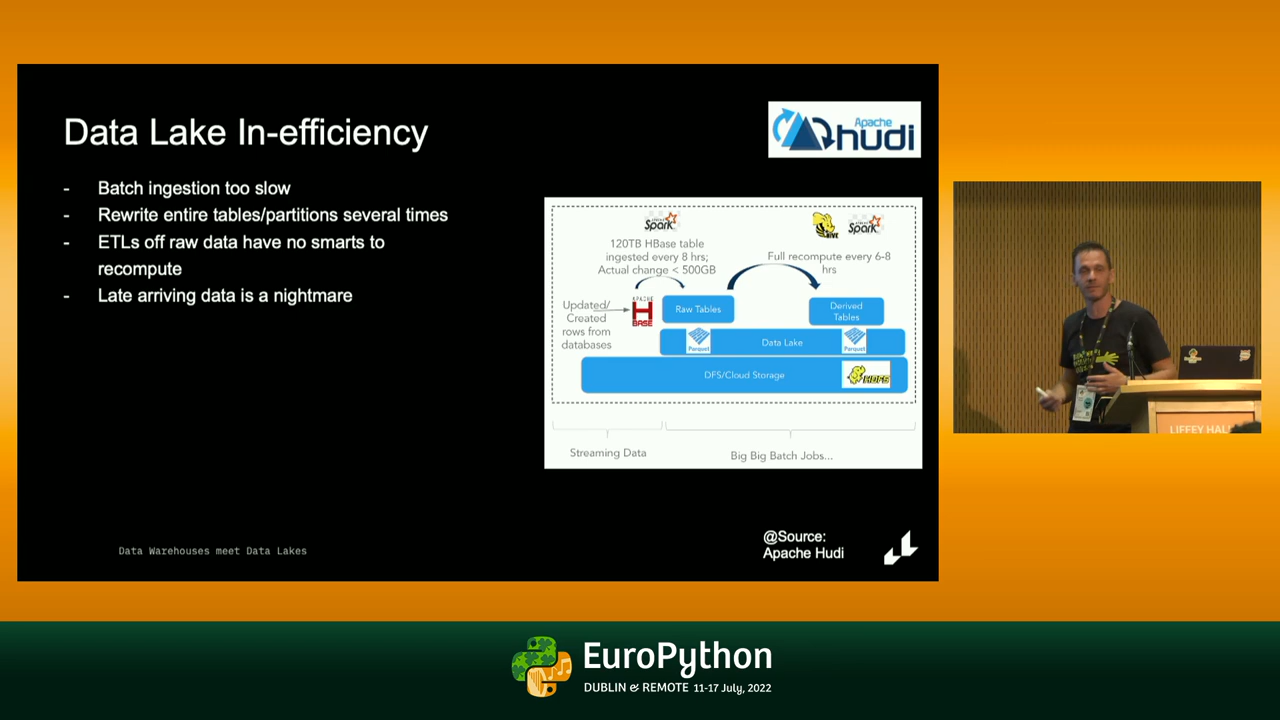 Data Lake In-efficiency
- Batch ingestion too slow
- Rewrite entire tables/partitions several times
- ETLs off raw data have no smarts to
recompute
- Late arriving data is a nightmare
Apache
hudi
Spark
HIVE
Spark
120TB HBase table
ingested every 8 hrs;
Actual change < 500GB
Full recompute every 6-8
hrs
Updated/
Created
rows from
databases
APACHE
H
BASE
Raw Tables
Derived
Tables
Parquet
Data Lake
Parquet
DFS/Cloud Storage
HDFS
Streaming Data
Big Big Batch Jobs...
@Source:
Apache Hudi
Data Warehouses meet Data Lakes
LIFFEY HAL
EuroPython
DUBLIN & REMOTE 11-17 July, 2022